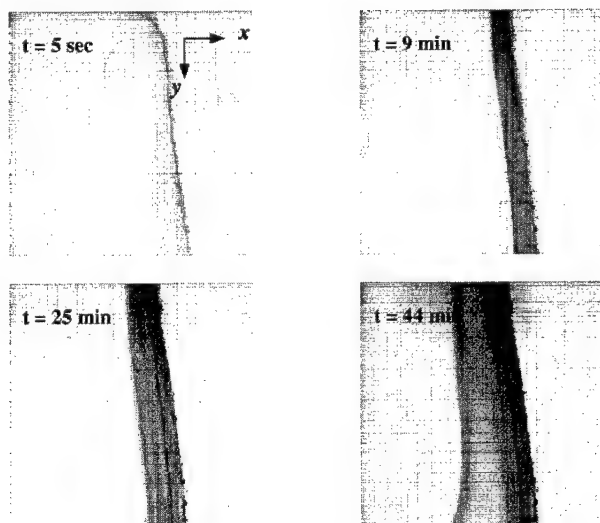 t = 5 sec
x
y
t = 9 min
t = 25 min
t = 44 mi